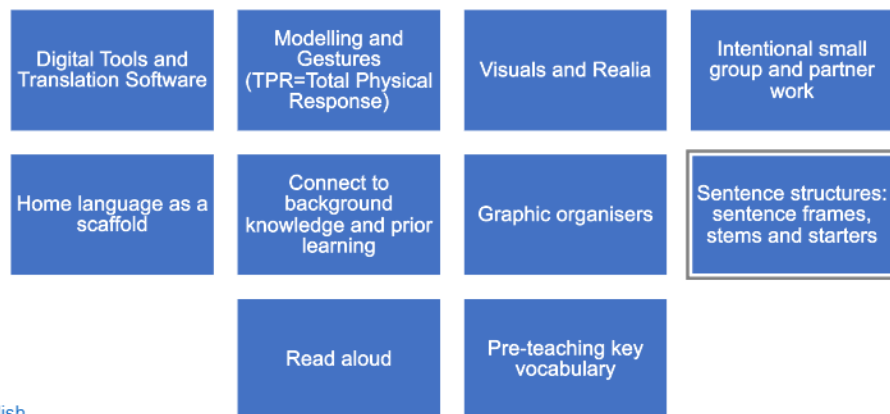 Digital Tools and
Translation Software
Modelling and
Gestures
(TPR=Total Physical
Response)
Visuals and Realia
Intentional small
group and partner
work
Home language as a
scaffold
Connect to
background
knowledge and prior
learning
Graphic organisers
Sentence structures:
sentence frames,
stems and starters
Read aloud
Pre-teaching key
vocabulary